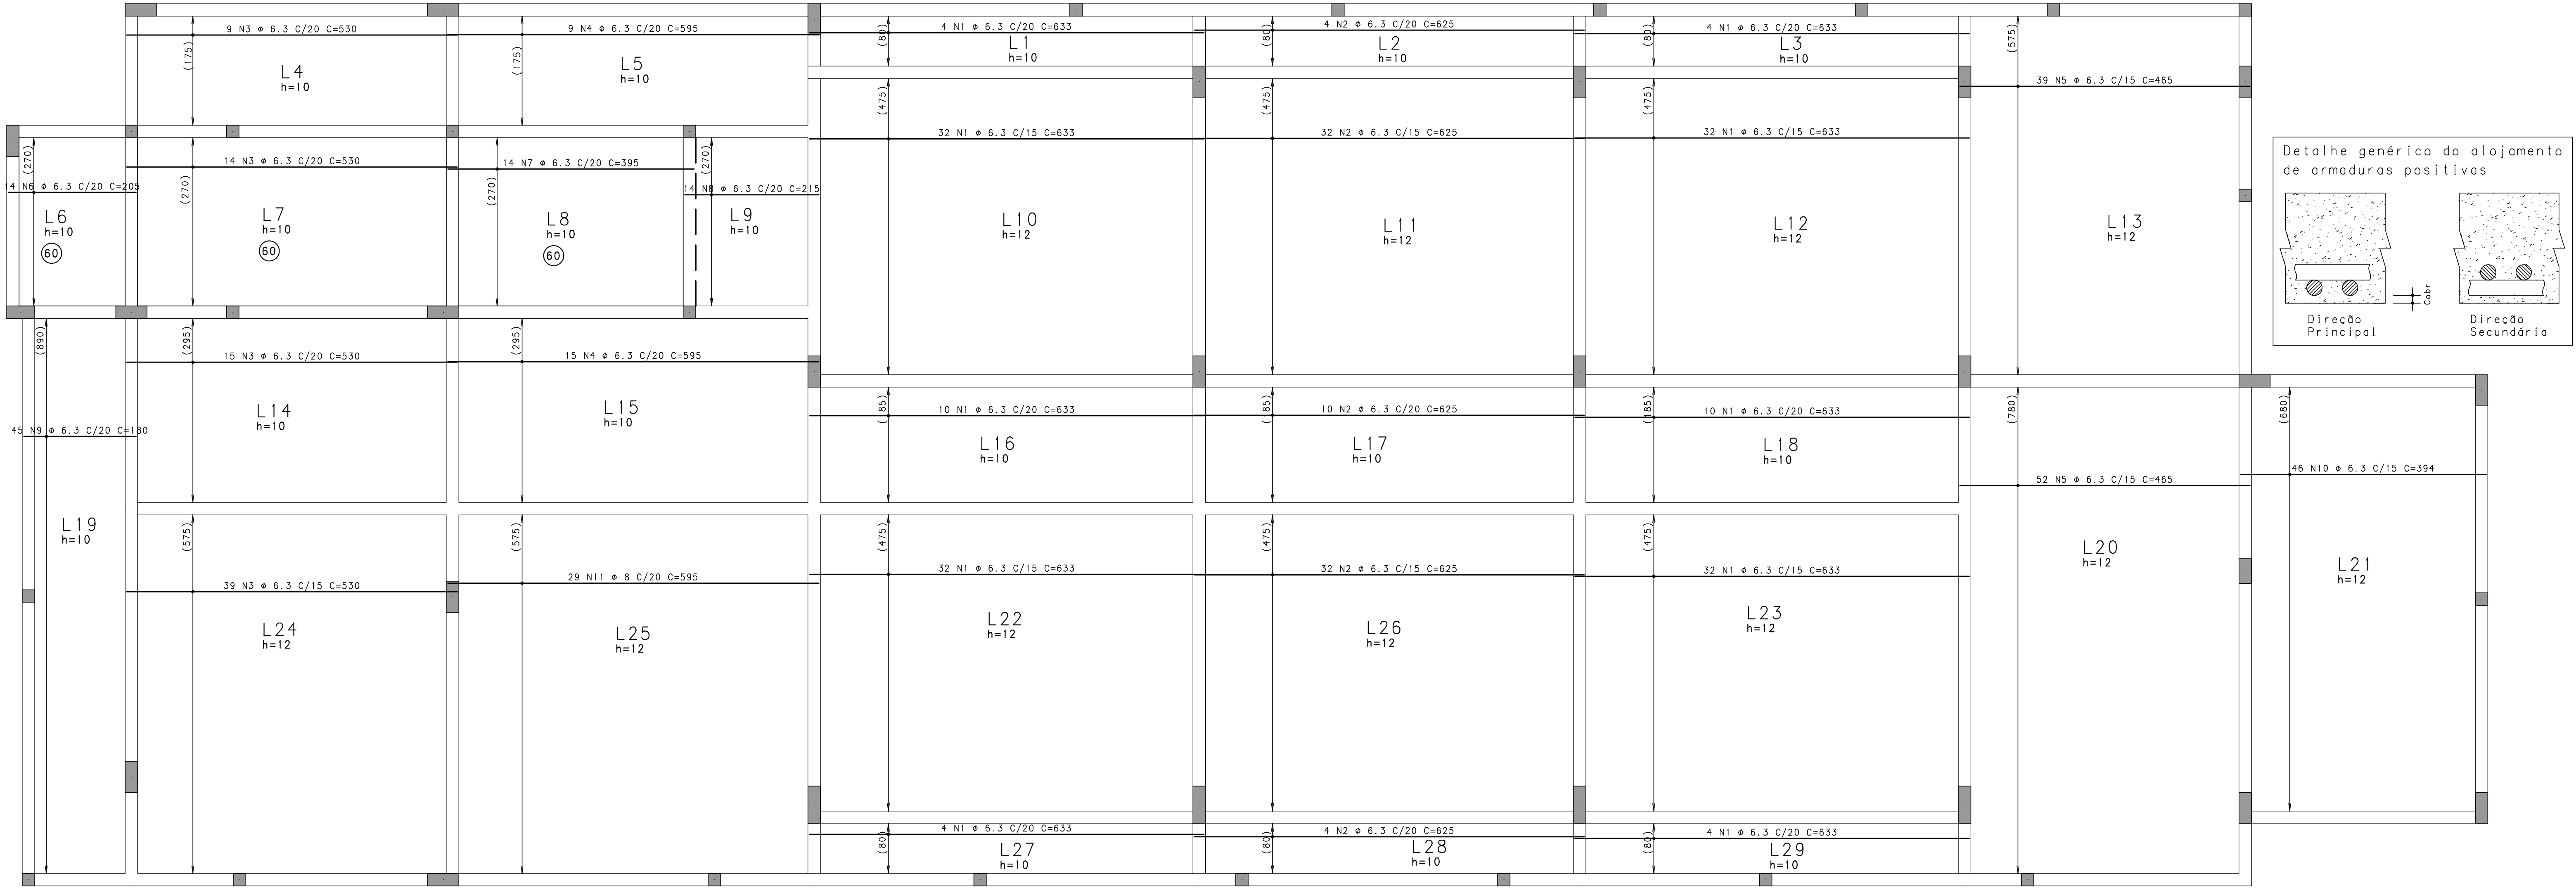 9 N3 φ 6.3 C/20 C=530
9 N4 φ 6.3 C/20 C=595
4 N1 φ 6.3 C/20 C=633
4 N2 φ 6.3 C/20 C=625
4 N1 φ 6.3 C/20 C=633
(175)
(175)
(80)
(80)
(80)
(575)
L4
h=10
L5
h=10
L1
h=10
L2
h=10
L3
h=10
39 N5 φ 6.3 C/15 C=465
(475)
(475)
(475)
32 N1 φ 6.3 C/15 C=633
32 N2 φ 6.3 C/15 C=625
32 N1 φ 6.3 C/15 C=633
(270)
(270)
(270)
(270)
14 N3 φ 6.3 C/20 C=530
14 N7 φ 6.3 C/20 C=395
14 N6 φ 6.3 C/20 C=205
14 N8 φ 6.3 C/20 C=215
L6
h=10
60
L7
h=10
60
L8
h=10
60
L9
h=10
L10
h=12
L11
h=12
L12
h=12
L13
h=12
Detalhe genérico do alojamento
de armaduras positivas
Cobr
Direção
Principal
Direção
Secundária
(890)
(295)
(295)
15 N3 φ 6.3 C/20 C=530
15 N4 φ 6.3 C/20 C=595
L14
h=10
L15
h=10
45 N9 φ 6.3 C/20 C=180
(185)
(185)
(185)
(780)
(680)
10 N1 φ 6.3 C/20 C=633
10 N2 φ 6.3 C/20 C=625
10 N1 φ 6.3 C/20 C=633
L16
h=10
L17
h=10
L18
h=10
52 N5 φ 6.3 C/15 C=465
46 N10 φ 6.3 C/15 C=394
L19
h=10
(575)
(575)
(475)
(475)
(475)
39 N3 φ 6.3 C/15 C=530
29 N11 φ 8 C/20 C=595
32 N1 φ 6.3 C/15 C=633
32 N2 φ 6.3 C/15 C=625
32 N1 φ 6.3 C/15 C=633
L20
h=12
L21
h=12
L24
h=12
L25
h=12
L22
h=12
L26
h=12
L23
h=12
4 N1 φ 6.3 C/20 C=633
4 N2 φ 6.3 C/20 C=625
4 N1 φ 6.3 C/20 C=633
(80)
(80)
(80)
L27
h=10
L28
h=10
L29
h=10